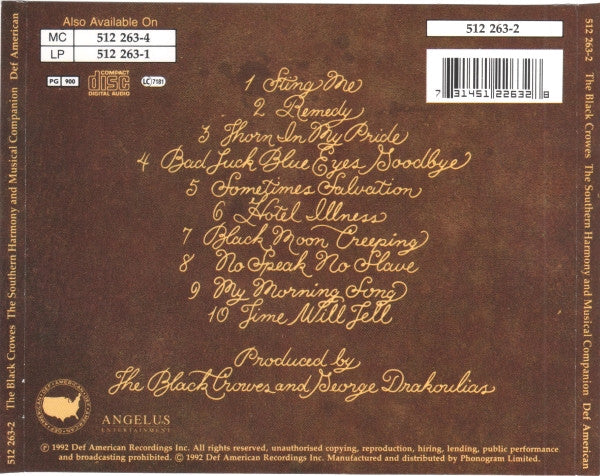 Also Available On
MC 512 263-4
LP 512 263-1
PG 900
COMPACT
disc
DIGITAL AUDIO
LC 7181
512 263-2
7 31451 22632 8
1 Sting Me
2 Remedy
3 Thorn In My Pride
4 Bad Luck Blue Eyes Goodbye
5 Sometimes Salvation
6 Hotel Illness
7 Black Moon Creeping
8 No Speak No Slave
9 My Morning Song
10 Time Will Tell
Produced by
The Black Crowes and George Drakoulias
DEF AMERICAN
ANGELUS
ENTERTAINMENT
℗ 1992 Def American Recordings Inc. All rights reserved, unauthorised copying, reproduction, hiring, lending, public performance
and broadcasting prohibited. © 1992 Def American Recordings Inc. Manufactured and distributed by Phonogram Limited.
512 263-2 The Black Crowes The Southern Harmony and Musical Companion Def American
512 263-2 The Black Crowes The Southern Harmony and Musical Companion Def American